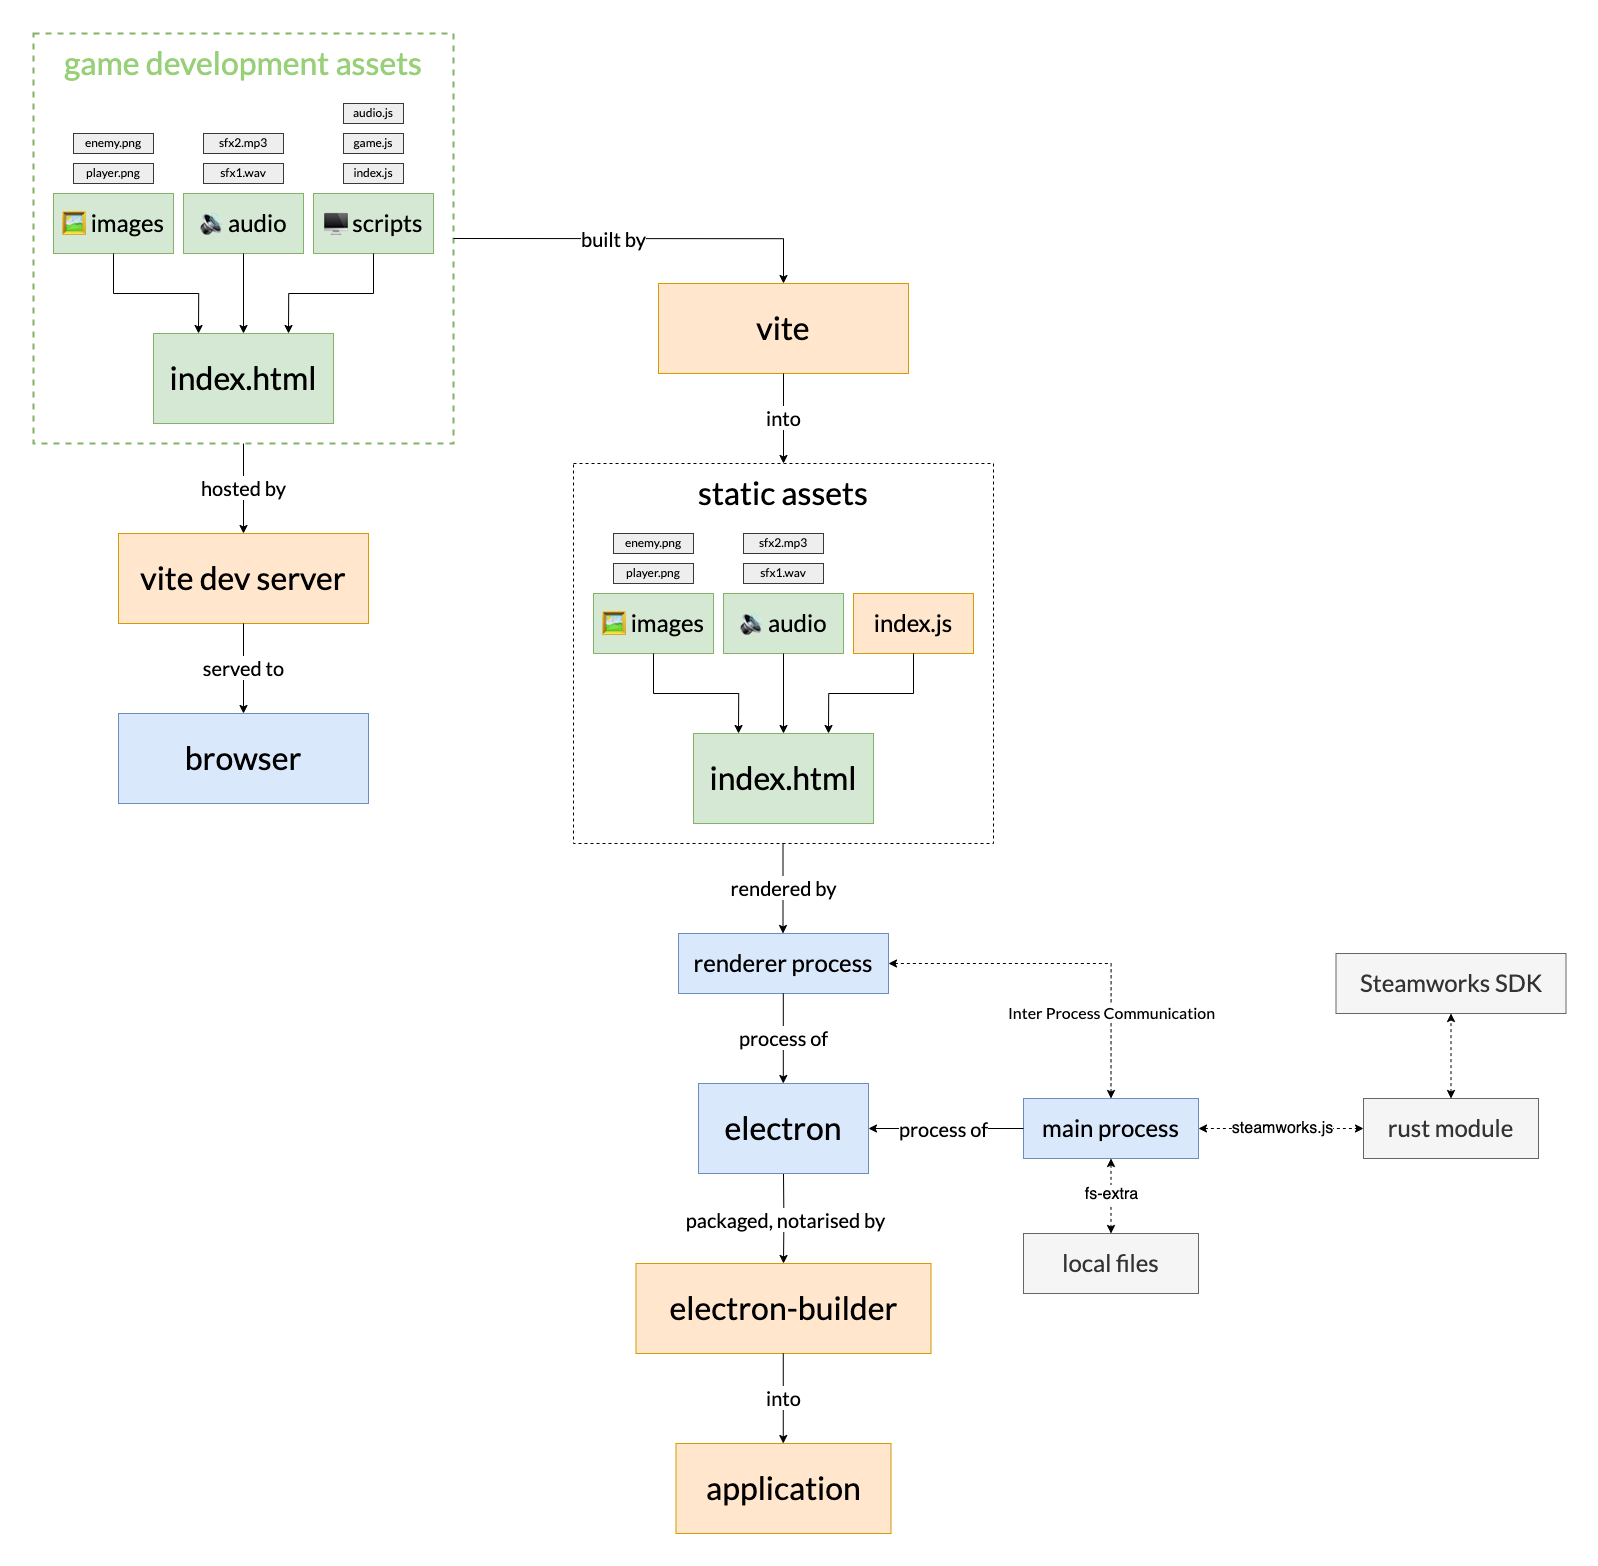 game development assets
audio.js
enemy.png
sfx2.mp3
game.js
player.png
sfx1.wav
index.js
images
audio
scripts
built by
index.html
vite
into
hosted by
vite dev server
served to
browser
static assets
enemy.png
sfx2.mp3
player.png
sfx1.wav
images
audio
index.js
index.html
rendered by
renderer process
Inter Process Communication
Steamworks SDK
process of
electron
process of
main process
steamworks.js
rust module
fs-extra
local files
packaged, notarised by
electron-builder
into
application